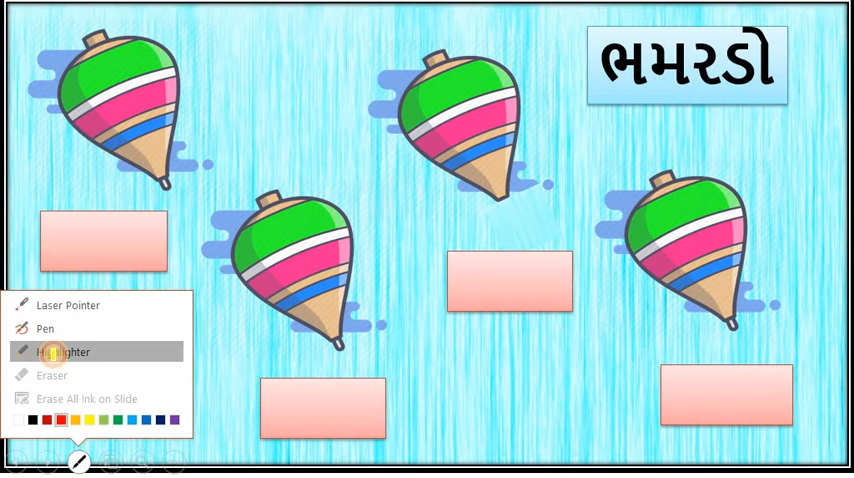 ભમરડો
Laser Pointer
Pen
Highlighter
Eraser
Erase All Ink on Slide